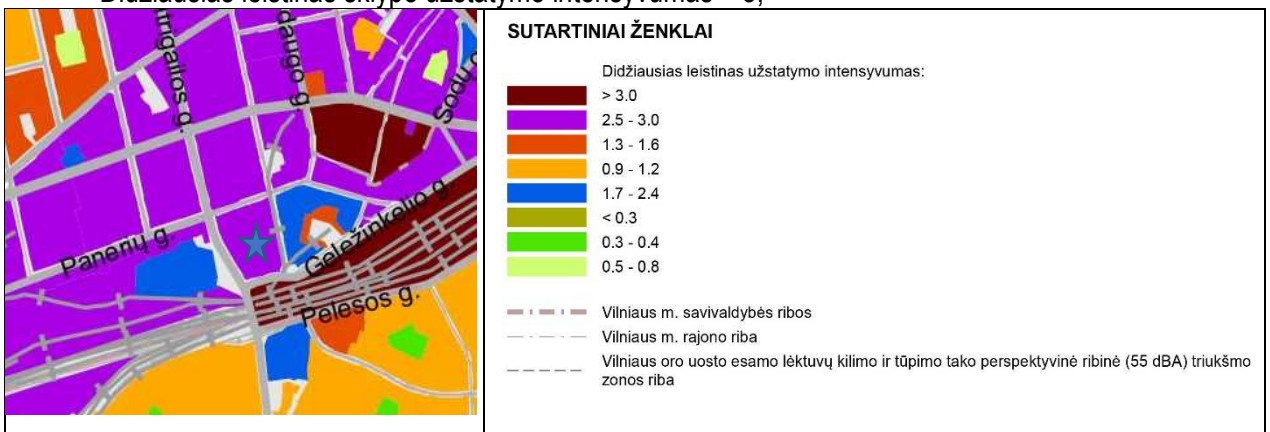 SUTARTINIAI ŽENKLAI
Didžiausias leistinas užstatymo intensyvumas:
> 3.0
2.5 - 3.0
1.3 - 1.6
0.9 - 1.2
1.7 - 2.4
< 0.3
0.3 - 0.4
0.5 - 0.8
Vilniaus m. savivaldybės ribos
Vilniaus m. rajono riba
Vilniaus oro uosto esamo lėktuvų kilimo ir tūpimo tako perspektyvinė ribinė (55 dBA) triukšmo
zonos riba
daugo g.
Panerių g.
Geležinkelio g.
Pelesos g.